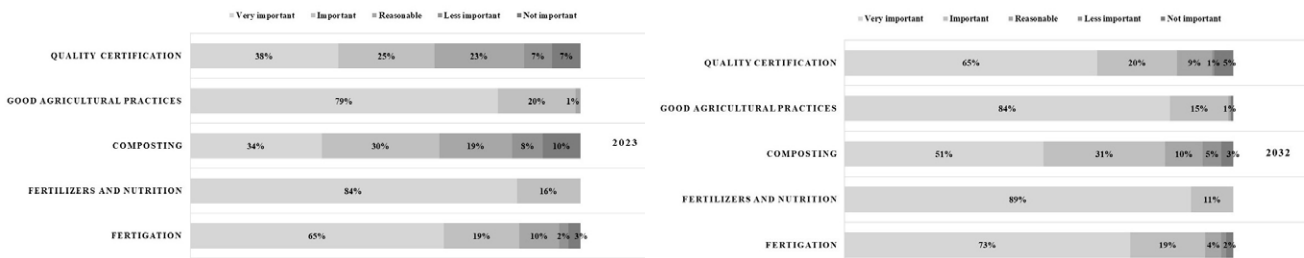 Very important Important Reasonable Less important Not important
QUALITY CERTIFICATION 38% 25% 23% 7% 7%
GOOD AGRICULTURAL PRACTICES 79% 20% 1%
COMPOSTING 34% 30% 19% 8% 10%
2023
FERTILIZERS AND NUTRITION 84% 16%
FERTIGATION 65% 19% 10% 2% 3%
Very important Important Reasonable Less important Not important
QUALITY CERTIFICATION 65% 20% 9% 1% 5%
GOOD AGRICULTURAL PRACTICES 84% 15% 1%
COMPOSTING 51% 31% 10% 5% 3%
2032
FERTILIZERS AND NUTRITION 89% 11%
FERTIGATION 73% 19% 4% 2%